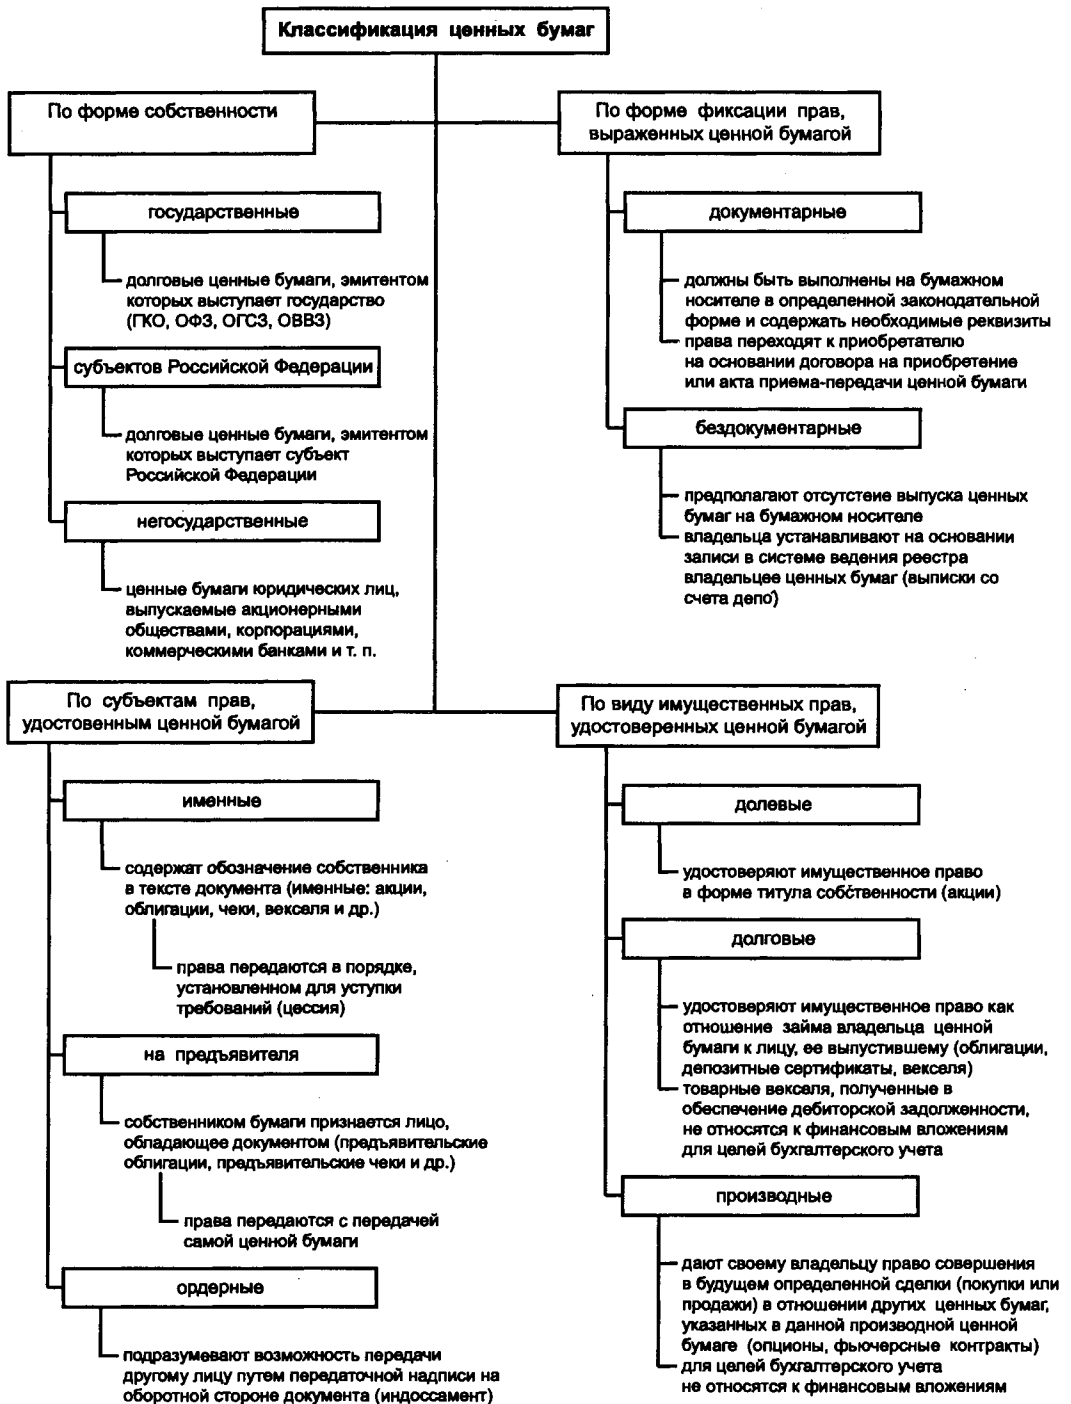 Классификация ценных бумаг
По форме собственности
государственные
долговые ценные бумаги, эмитентом
которых выступает государство
(ГКО, ОФЗ, ОГСЗ, ОВВЗ)
субъектов Российской Федерации
долговые ценные бумаги, эмитентом
которых выступает субъект
Российской Федерации
негосударственные
ценные бумаги юридических лиц,
выпускаемые акционерными
обществами, корпорациями,
коммерческими банками и т. п.
По форме фиксации прав,
выраженных ценной бумагой
документарные
должны быть выполнены на бумажном
носителе в определенной законодательной
форме и содержать необходимые реквизиты
права переходят к приобретателю
на основании договора на приобретение
или акта приема-передачи ценной бумаги
бездокументарные
предполагают отсутствие выпуска ценных
бумаг на бумажном носителе
владельца устанавливают на основании
записи в системе ведения реестра
владельцее ценных бумаг (выписки со
счета депо)
По субъектам прав,
удостовенным ценной бумагой
именные
содержат обозначение собственника
в тексте документа (именные: акции,
облигации, чеки, векселя и др.)
права передаются в порядке,
установленном для уступки
требований (цессия)
на предъявителя
собственником бумаги признается лицо,
обладающее документом (предъявительские
облигации, предъявительские чеки и др.)
права передаются с передачей
самой ценной бумаги
ордерные
подразумевают возможность передачи
другому лицу путем передаточной надписи на
оборотной стороне документа (индоссамент)
По виду имущественных прав,
удостоверенных ценной бумагой
долевые
удостоверяют имущественное право
в форме титула собственности (акции)
долговые
удостоверяют имущественное право как
отношение займа владельца ценной
бумаги к лицу, ее выпустившему (облигации,
депозитные сертификаты, векселя)
товарные векселя, полученные в
обеспечение дебиторской задолженности,
не относятся к финансовым вложениям
для целей бухгалтерского учета
производные
дают своему владельцу право совершения
в будущем определенной сделки (покупки или
продажи) в отношении других ценных бумаг,
указанных в данной производной ценной
бумаге (опционы, фьючерсные контракты)
для целей бухгалтерского учета
не относятся к финансовым вложениям